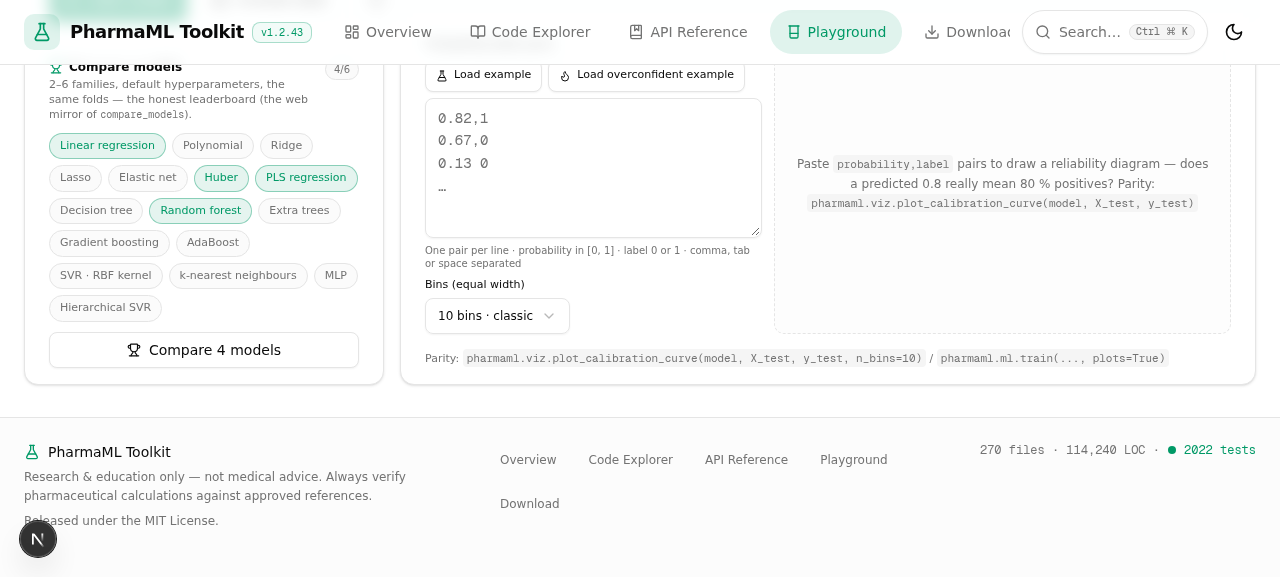 PharmaML Toolkit v1.2.43 Overview Code Explorer API Reference Playground Downloa Search... Ctrl ⌘ K
Compare models 4/6
2–6 families, default hyperparameters, the
same folds — the honest leaderboard (the web
mirror of compare_models).
Linear regression Polynomial Ridge
Lasso Elastic net Huber PLS regression
Decision tree Random forest Extra trees
Gradient boosting AdaBoost
SVR · RBF kernel k-nearest neighbours MLP
Hierarchical SVR
Compare 4 models
Load example Load overconfident example
0.82,1
0.67,0
0.13 0
…
One pair per line · probability in [0, 1] · label 0 or 1 · comma, tab
or space separated
Bins (equal width)
10 bins · classic
Paste probability,label pairs to draw a reliability diagram — does
a predicted 0.8 really mean 80 % positives? Parity:
pharmaml.viz.plot_calibration_curve(model, X_test, y_test)
Parity: pharmaml.viz.plot_calibration_curve(model, X_test, y_test, n_bins=10) / pharmaml.ml.train(..., plots=True)
PharmaML Toolkit
Research & education only — not medical advice. Always verify
pharmaceutical calculations against approved references.
Released under the MIT License.
Overview Code Explorer API Reference Playground
Download
270 files · 114,240 LOC · 2022 tests